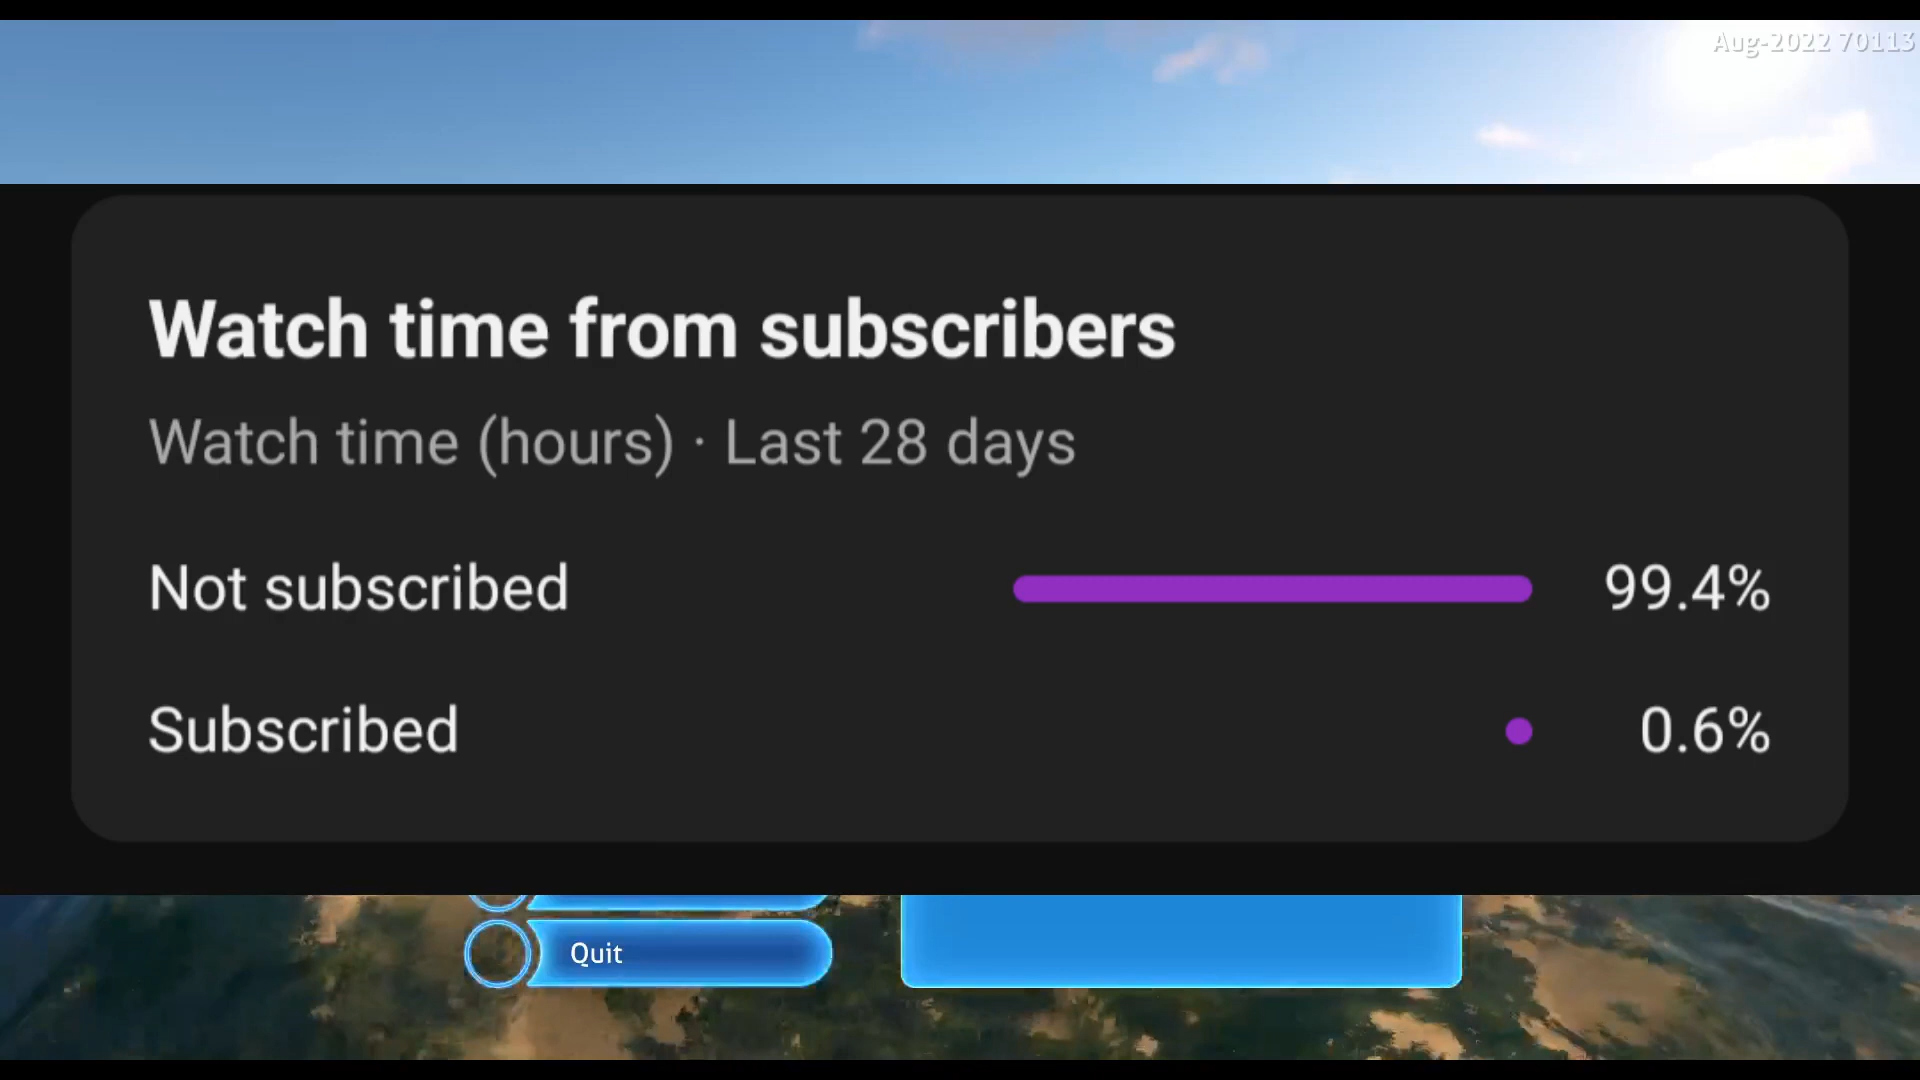 Aug-2022 70113
Watch time from subscribers
Watch time (hours) · Last 28 days
Not subscribed 99.4%
Subscribed 0.6%
Quit